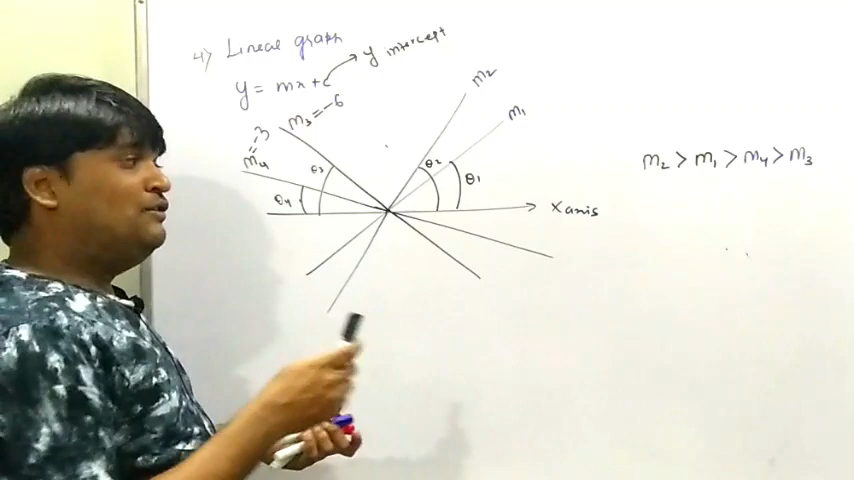 4) Linear graph
y = mx + c → y intercept
m₂
m₁
m₃ = -6
m₄ = -3
θ₃
θ₂
θ₁
θ₄
X axis
m₂ > m₁ > m₄ > m₃